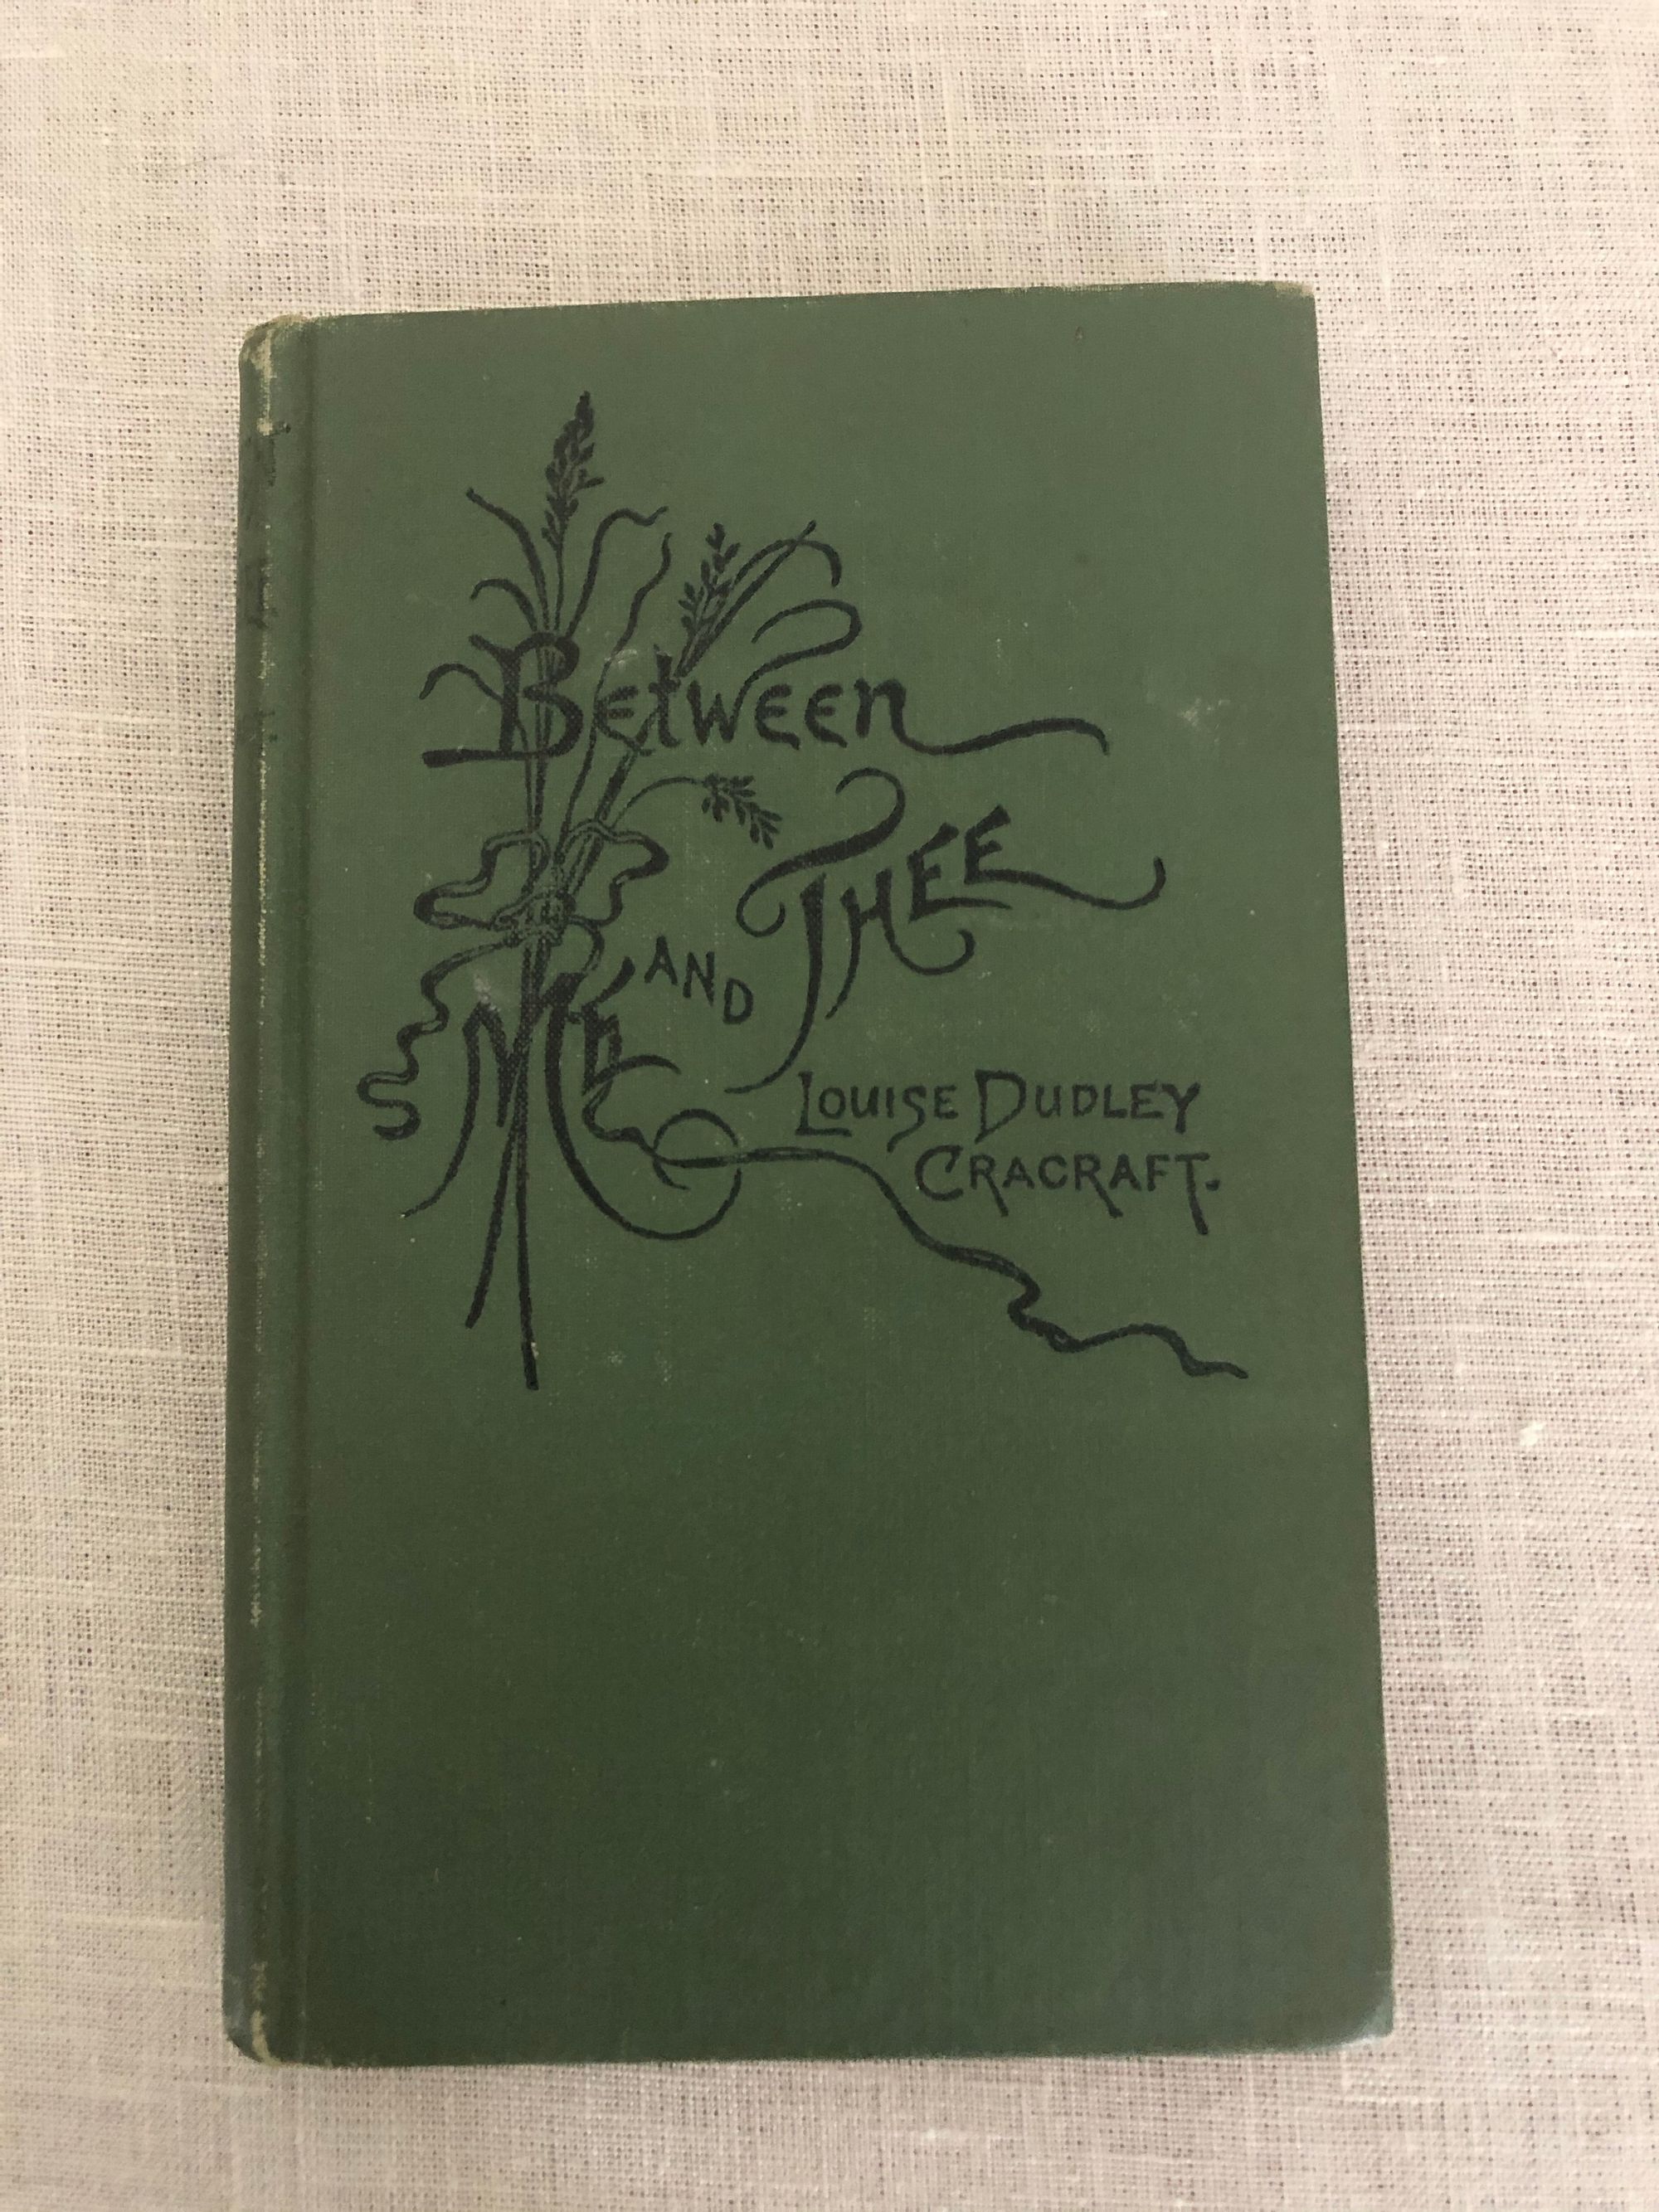 Between
Thee
and
Me
Louise Dudley
Cracraft.